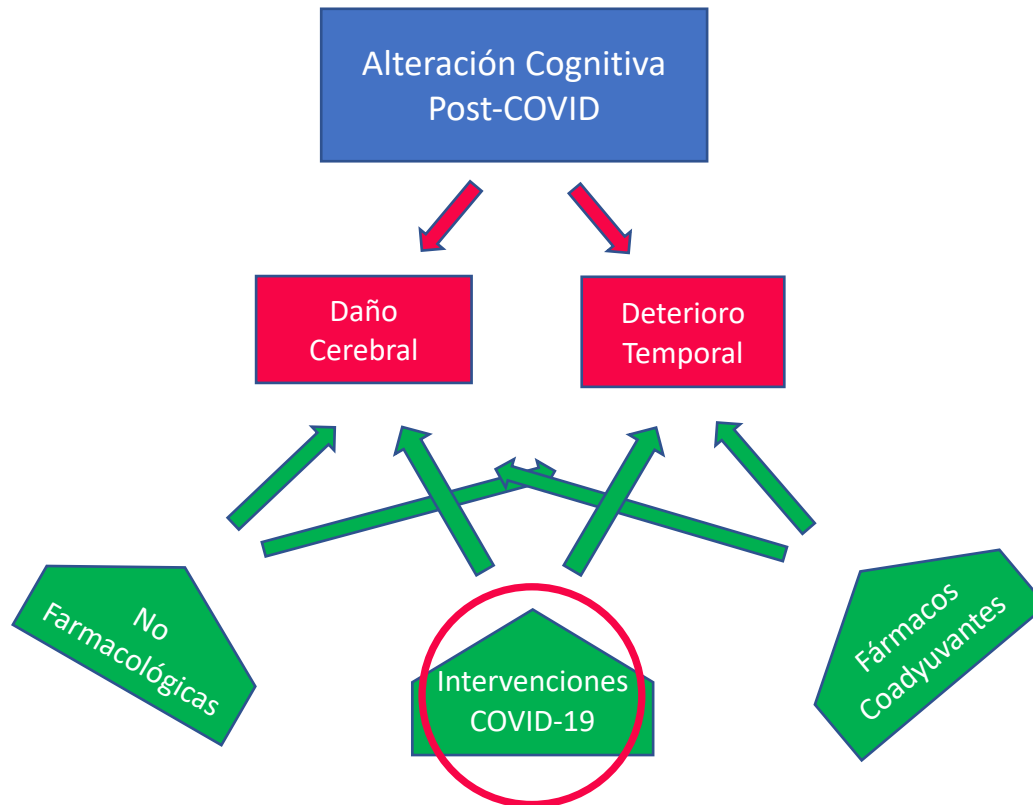 Alteración Cognitiva
Post-COVID
Daño
Cerebral
Deterioro
Temporal
No
Farmacológicas
Intervenciones
COVID-19
Fármacos
Coadyuvantes